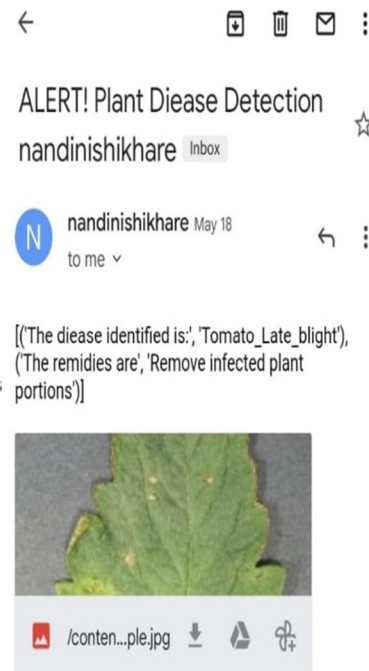 ALERT! Plant Diease Detection
nandinishikhare Inbox
N
nandinishikhare May 18
to me
[('The diease identified is:', 'Tomato_Late_blight'),
('The remidies are', 'Remove infected plant
portions')]
/conten...ple.jpg